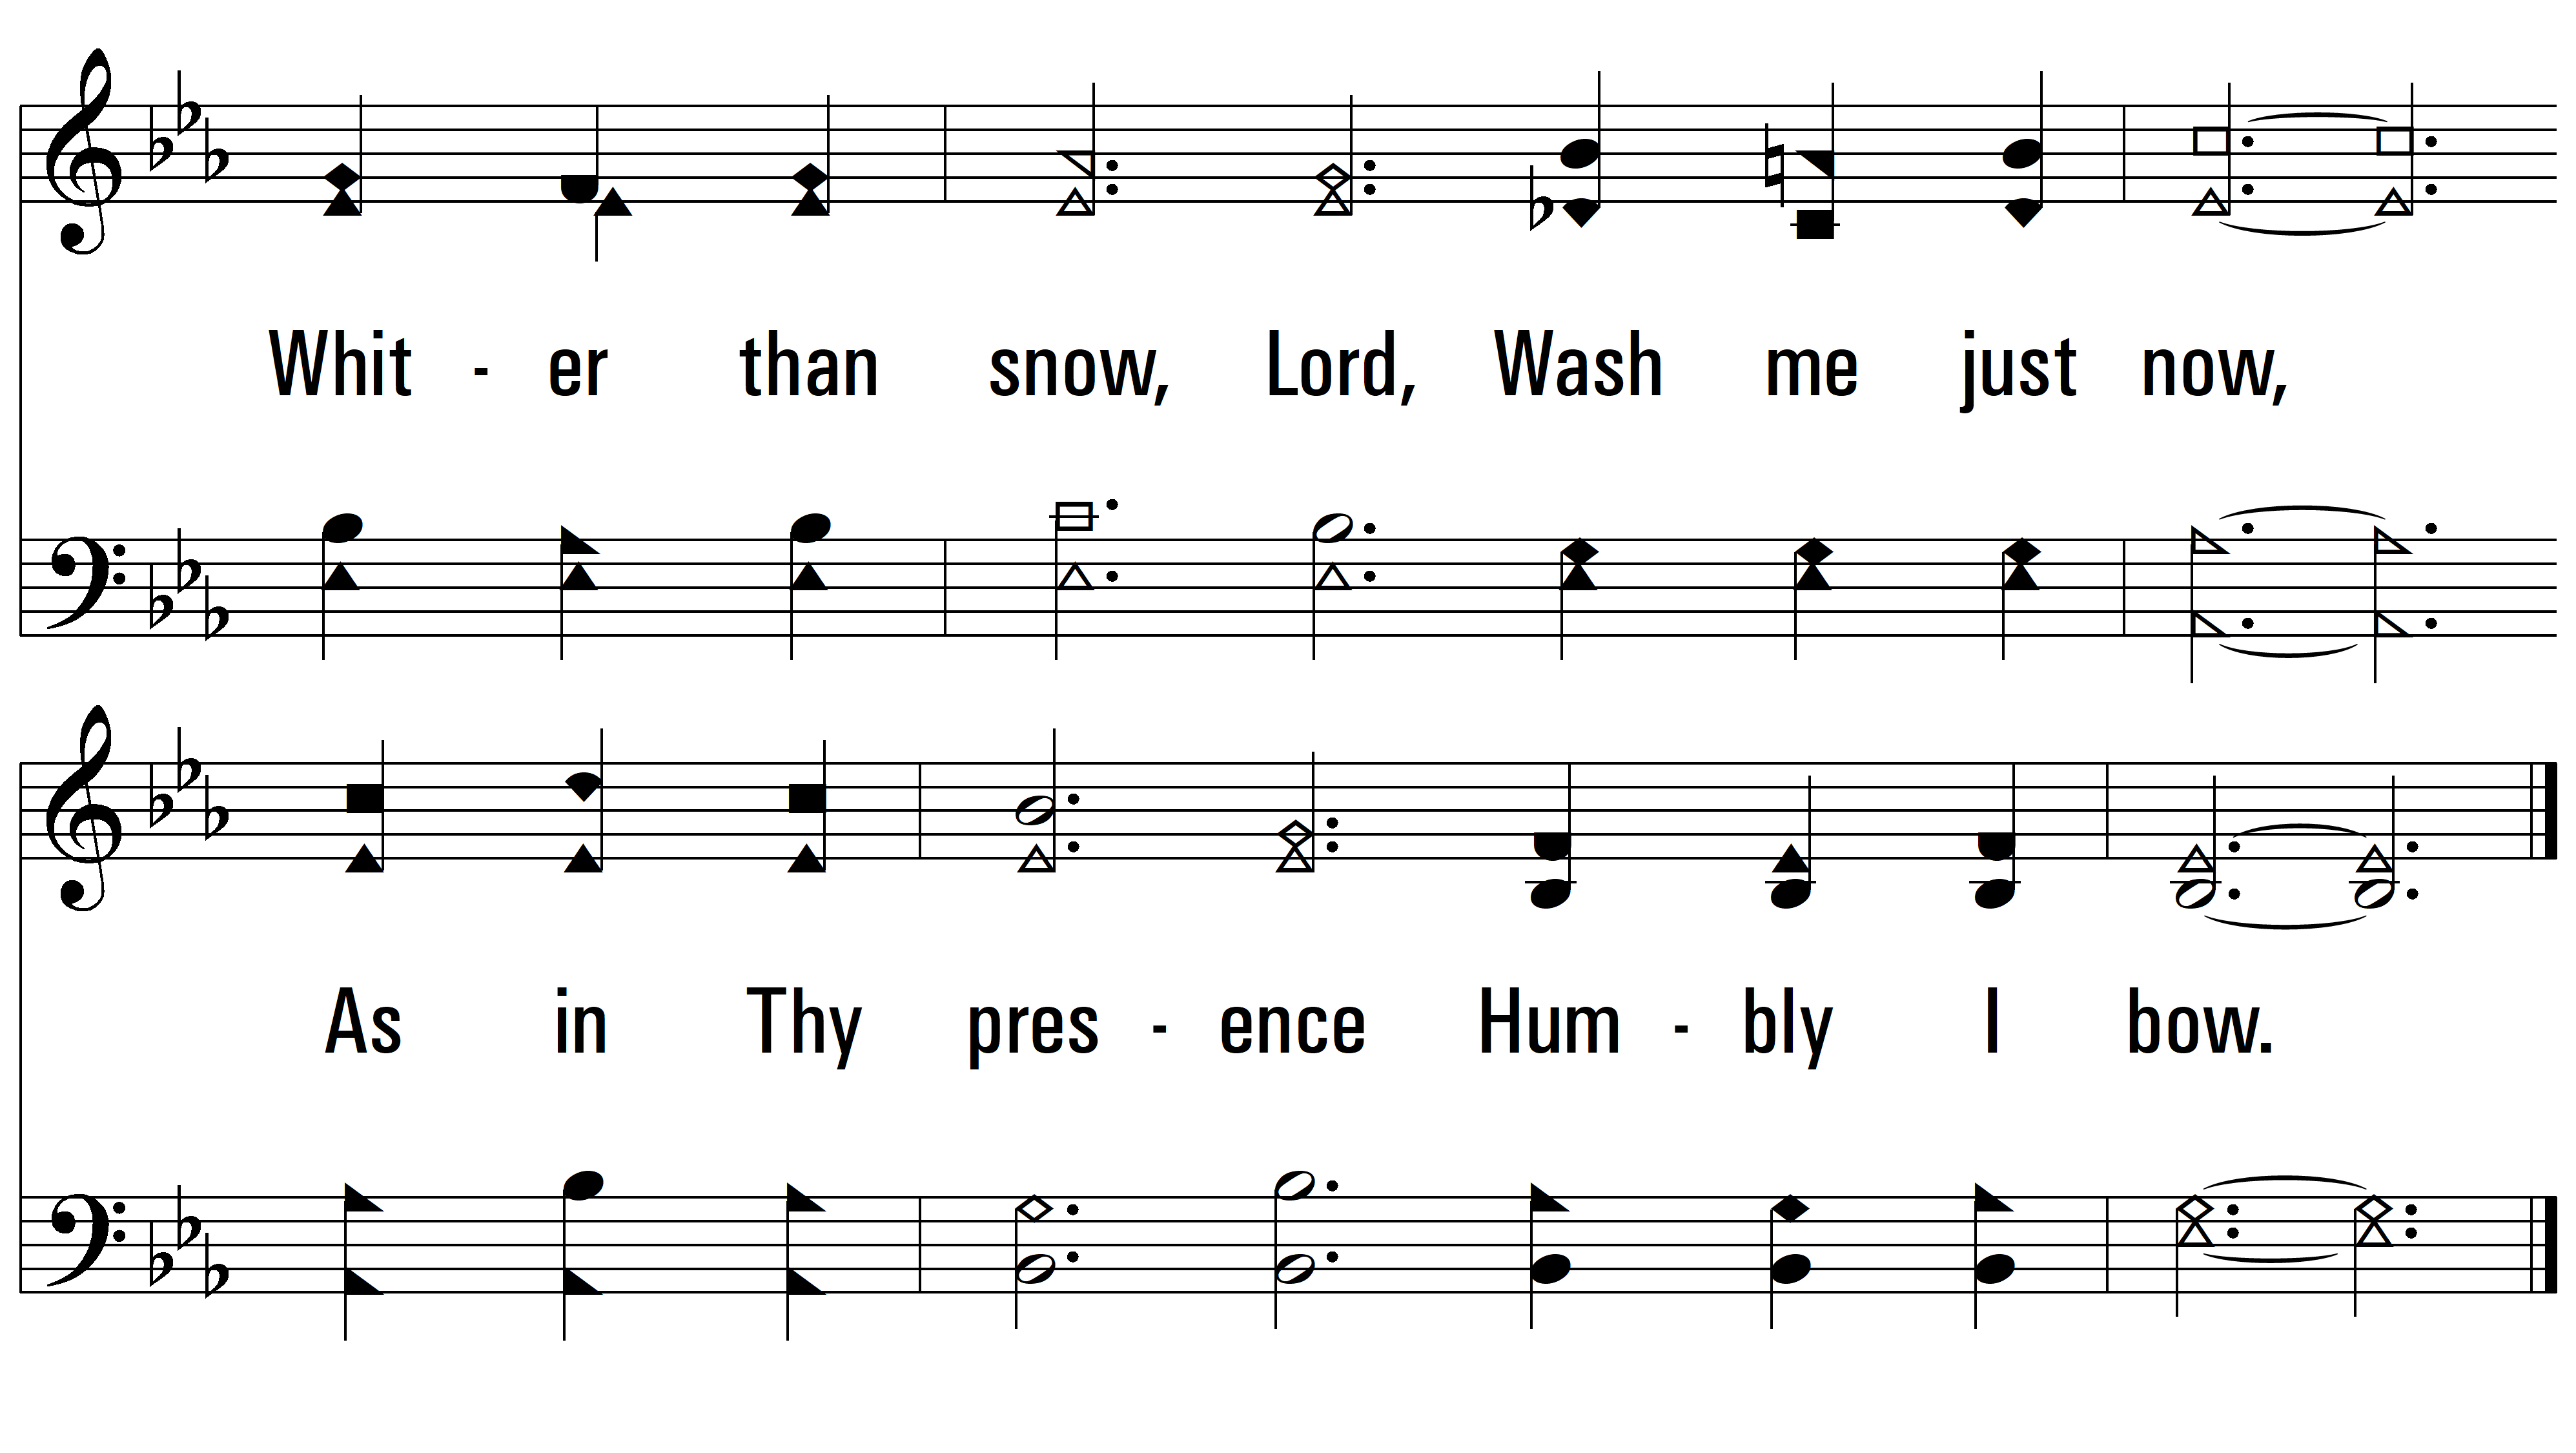 Whit - er than snow, Lord, Wash me just now,
As in Thy pres - ence Hum - bly I bow.